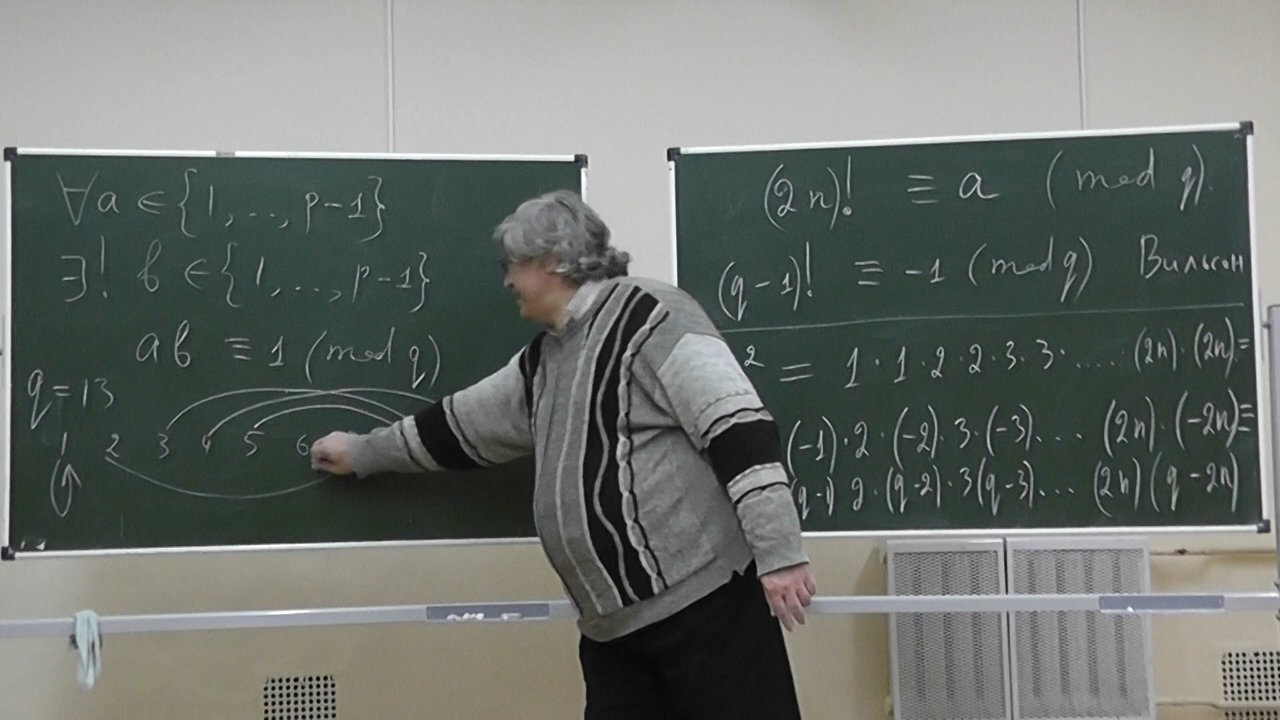 ∀a ∈ {1, .., p-1}
∃! b ∈ {1, ..., p-1}
ab ≡ 1 (mod q)
q = 13
1 2 3 4 5 6
(2n)! ≡ a (mod q).
(q-1)! ≡ -1 (mod q) Вильсон
2 = 1·1·2·2·3·3·.....(2n)·(2n)=
(-1)·2·(-2)·3·(-3)... (2n)·(-2n)≡
(q-1) 2·(q-2)·3(q-3)... (2n)(q-2n)